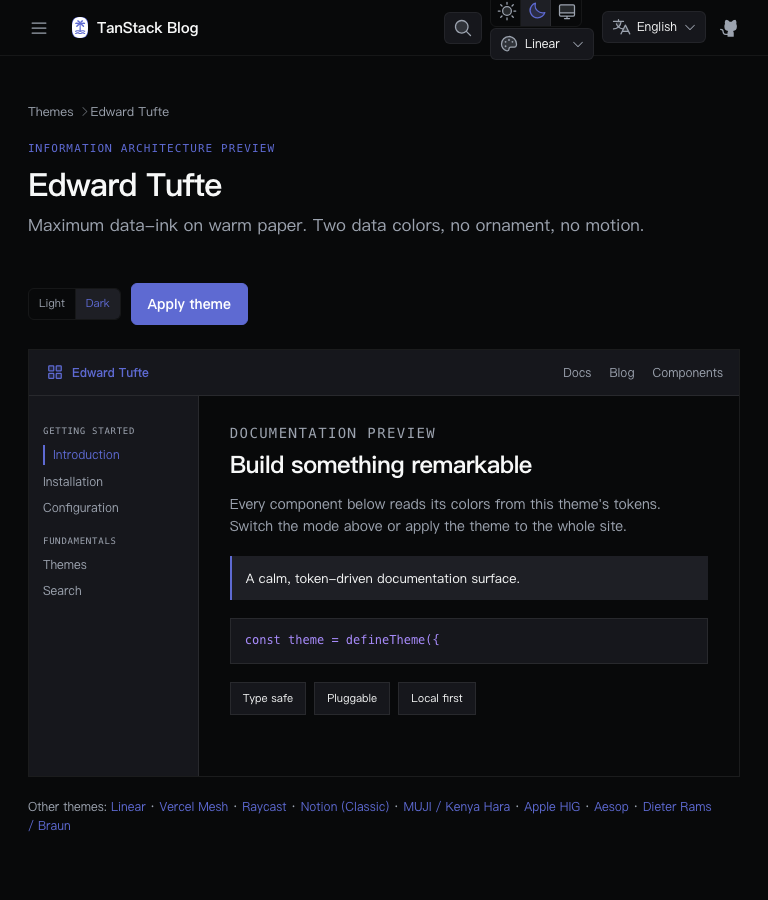 TanStack Blog
Linear
English
Themes > Edward Tufte
INFORMATION ARCHITECTURE PREVIEW
Edward Tufte
Maximum data-ink on warm paper. Two data colors, no ornament, no motion.
Light Dark Apply theme
Edward Tufte
Docs Blog Components
GETTING STARTED
Introduction
Installation
Configuration
FUNDAMENTALS
Themes
Search
DOCUMENTATION PREVIEW
Build something remarkable
Every component below reads its colors from this theme's tokens.
Switch the mode above or apply the theme to the whole site.
A calm, token-driven documentation surface.
const theme = defineTheme({
Type safe Pluggable Local first
Other themes: Linear · Vercel Mesh · Raycast · Notion (Classic) · MUJI / Kenya Hara · Apple HIG · Aesop · Dieter Rams
/ Braun